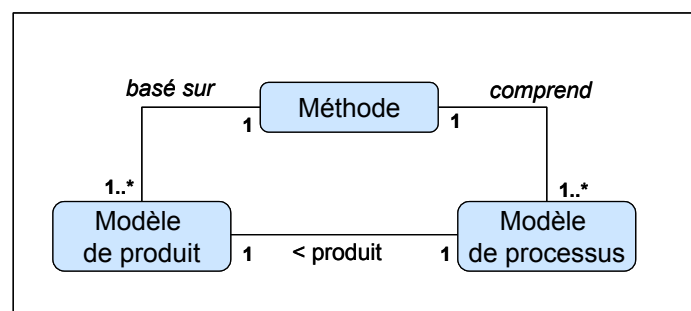 basé sur
Méthode
comprend
1
1
1..*
1..*
Modèle
de produit
Modèle
de processus
1
< produit
1